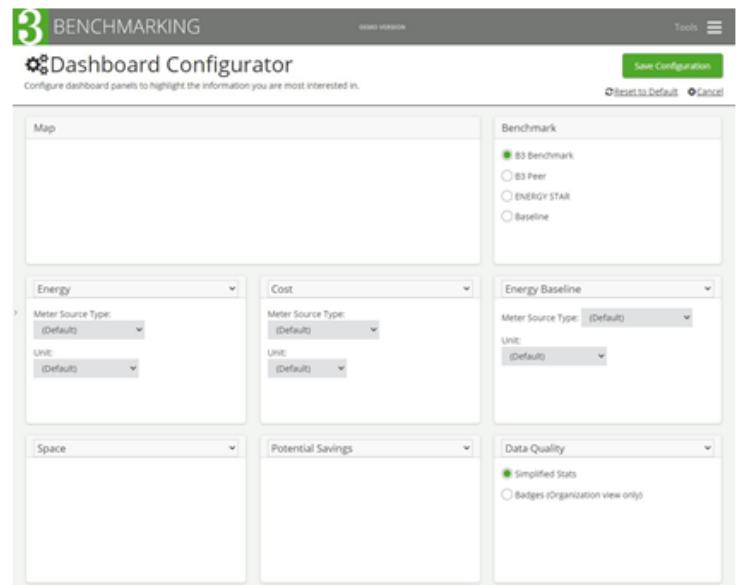 3 BENCHMARKING
DEMO VERSION
Tools
Dashboard Configurator
Configure dashboard panels to highlight the information you are most interested in.
Save Configuration
Reset to Default
Cancel
Map
Benchmark
B3 Benchmark
B3 Peer
ENERGY STAR
Baseline
Energy
Meter Source Type:
(Default)
Unit:
(Default)
Cost
Meter Source Type:
(Default)
Unit:
(Default)
Energy Baseline
Meter Source Type: (Default)
Unit:
(Default)
Space
Potential Savings
Data Quality
Simplified Stats
Badges (Organization view only)